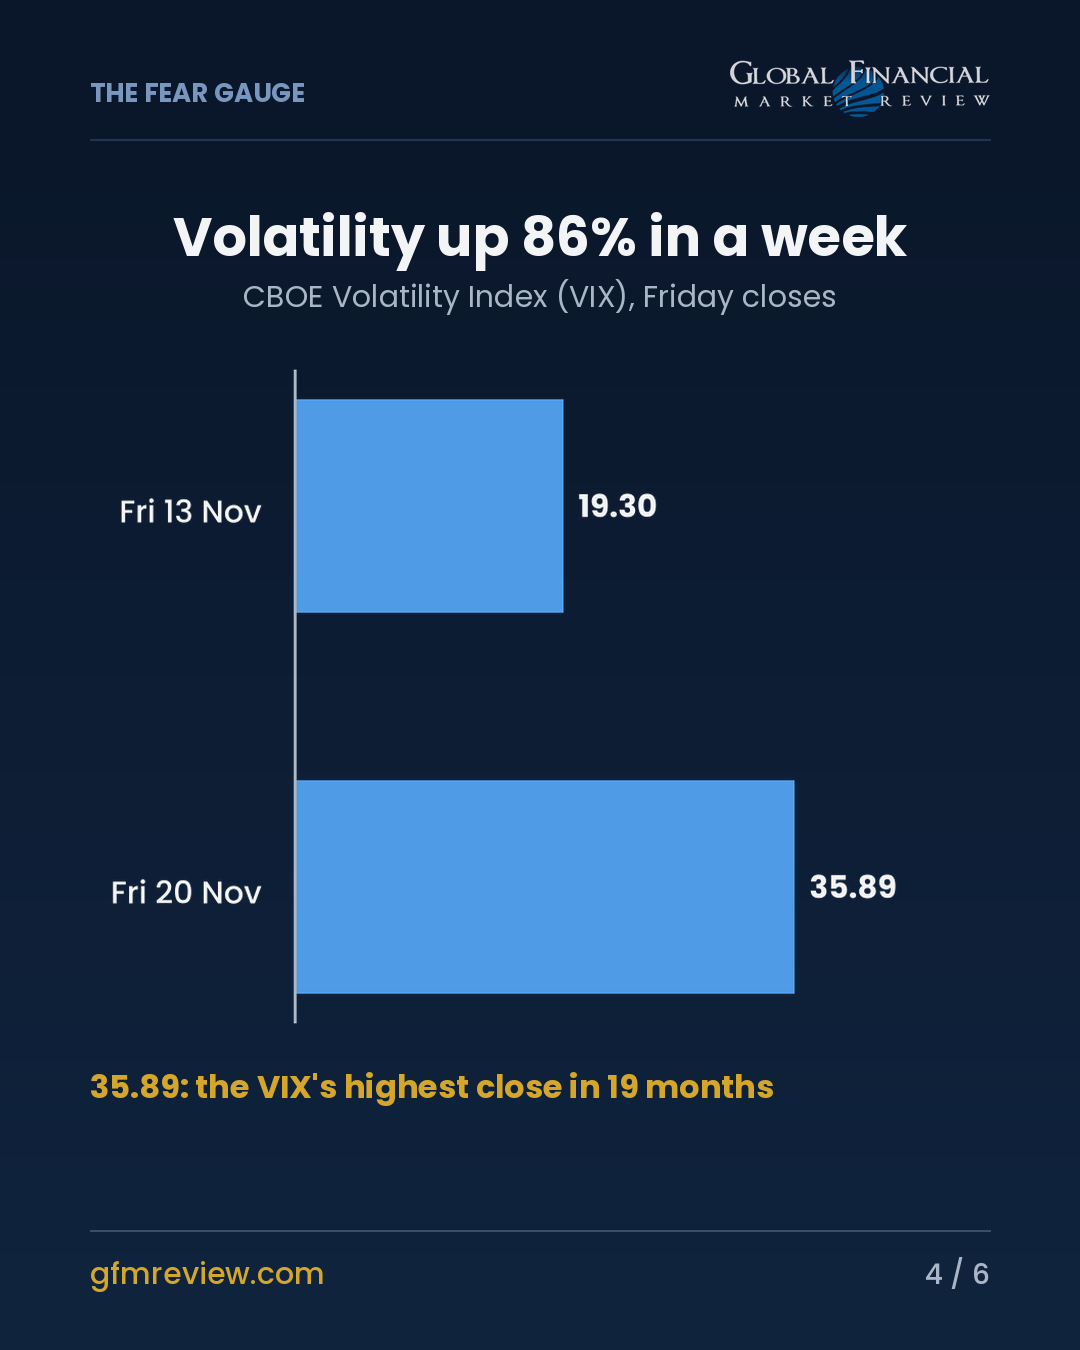 THE FEAR GAUGE
GLOBAL FINANCIAL
MARKET REVIEW
Volatility up 86% in a week
CBOE Volatility Index (VIX), Friday closes
Fri 13 Nov
19.30
Fri 20 Nov
35.89
35.89: the VIX's highest close in 19 months
gfmreview.com
4 / 6